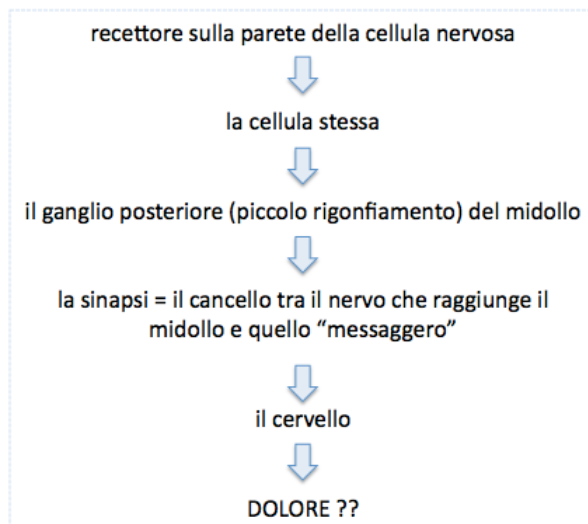 recettore sulla parete della cellula nervosa
la cellula stessa
il ganglio posteriore (piccolo rigonfiamento) del midollo
la sinapsi = il cancello tra il nervo che raggiunge il
midollo e quello “messaggero”
il cervello
DOLORE ??